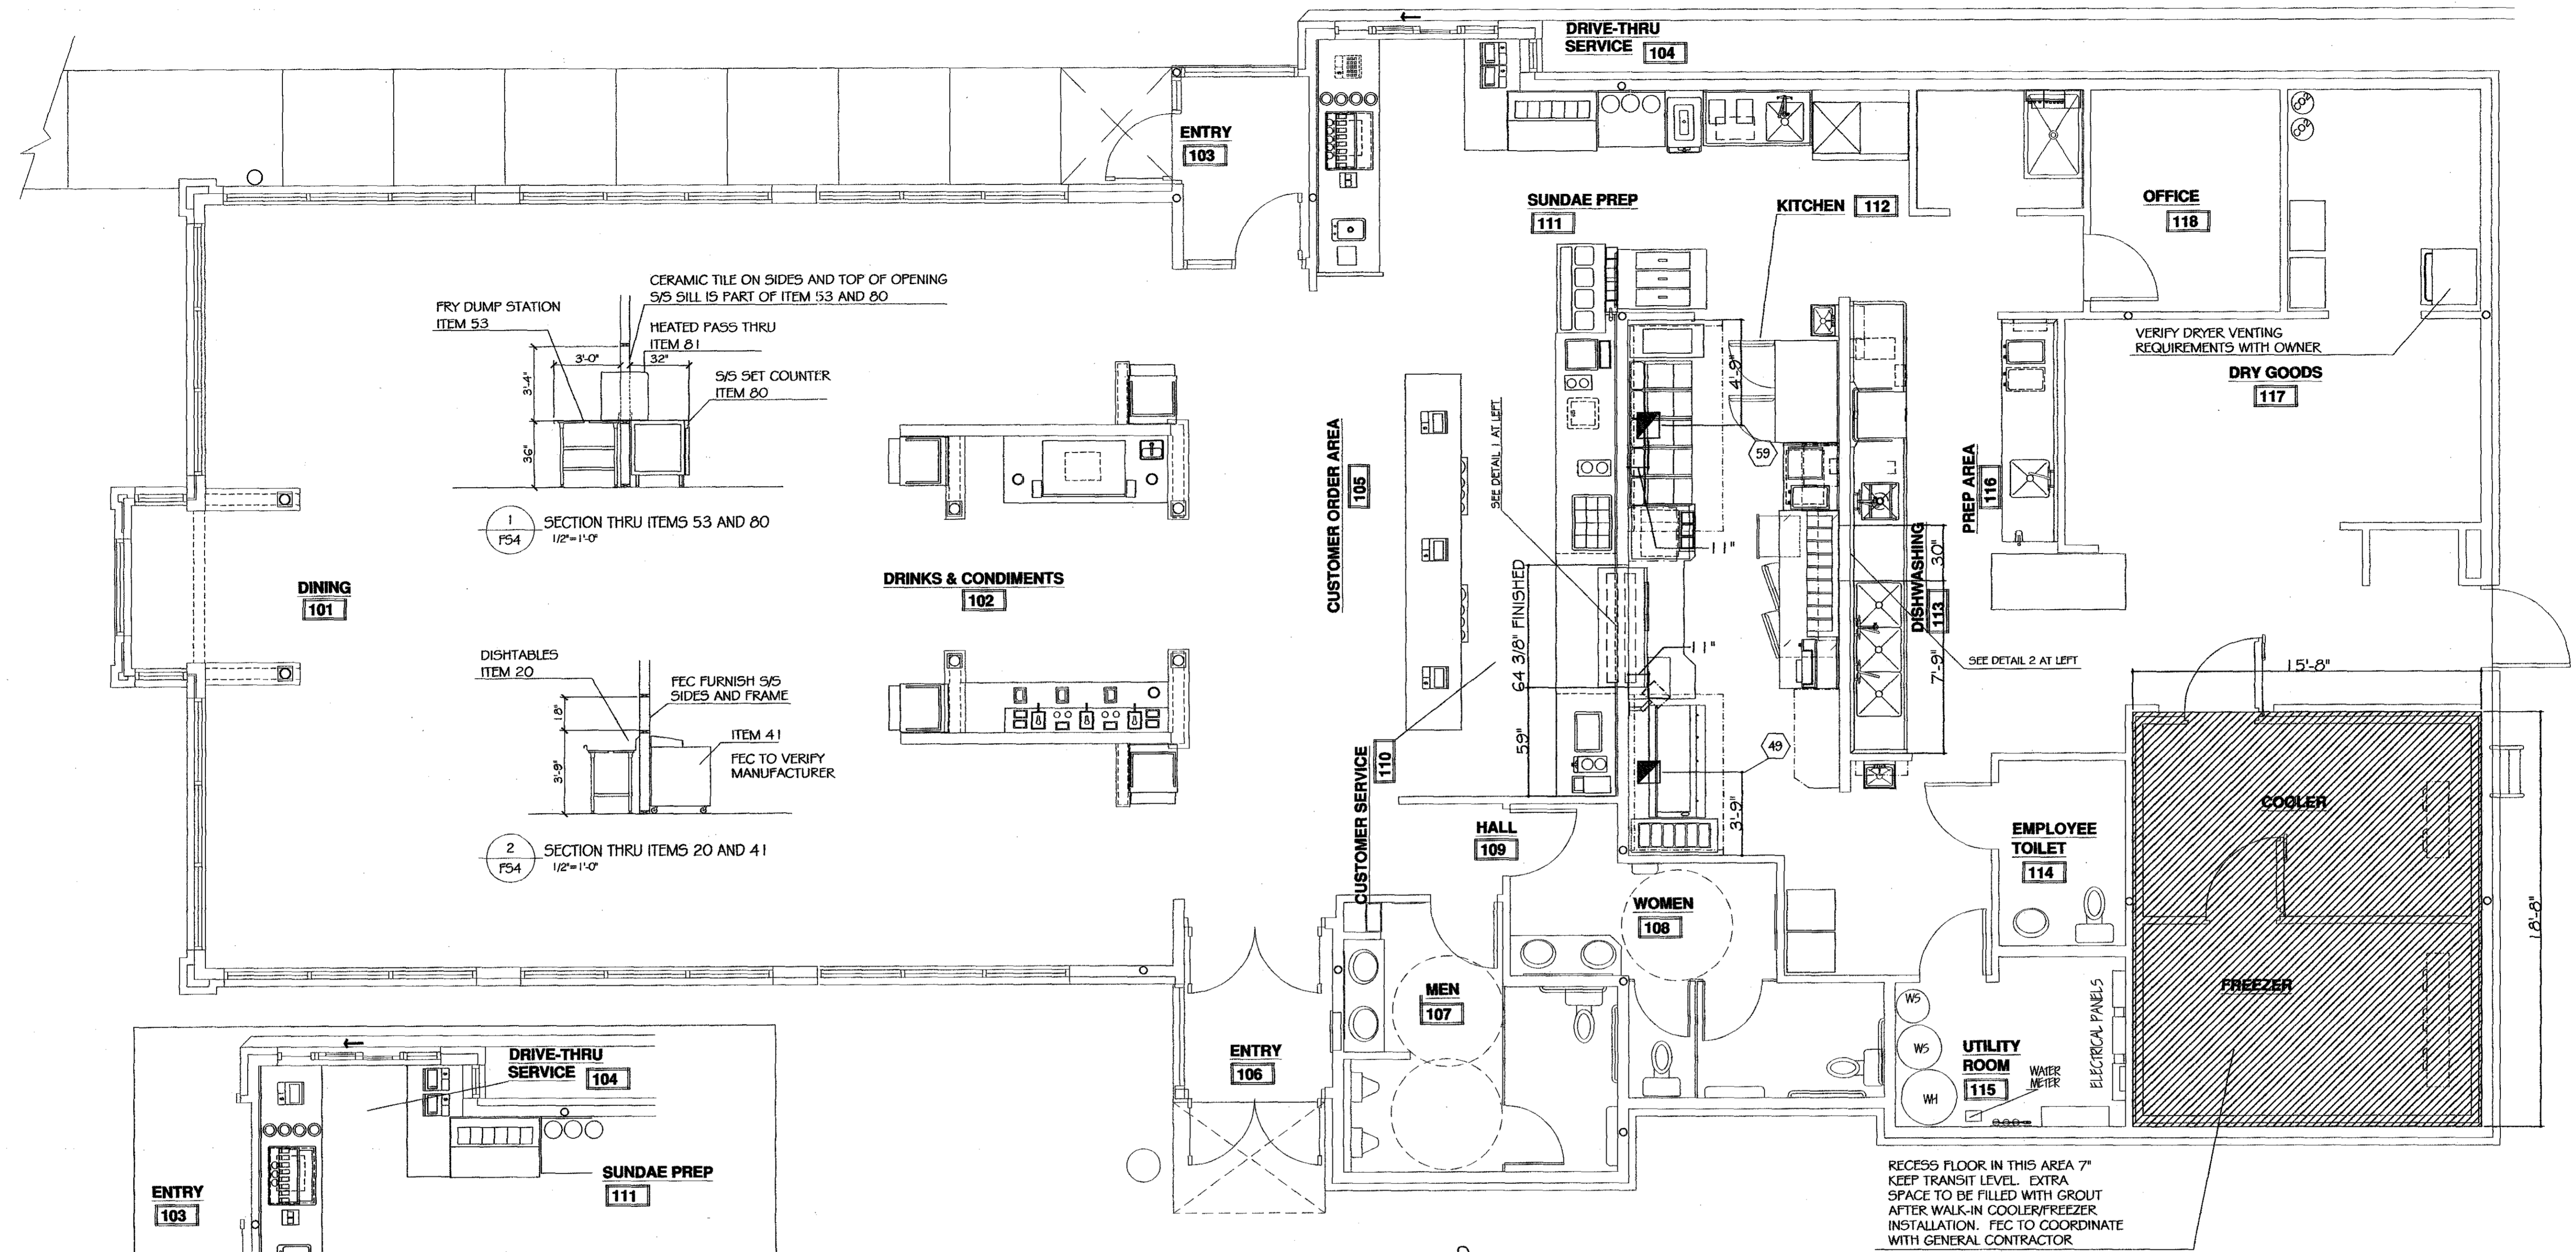 DRIVE-THRU
SERVICE 104
ENTRY
103
SUNDAE PREP
111
KITCHEN 112
OFFICE
118
CO2
CO2
CERAMIC TILE ON SIDES AND TOP OF OPENING
S/S SILL IS PART OF ITEM 53 AND 80
FRY DUMP STATION
ITEM 53
HEATED PASS THRU
ITEM 81
3'-0"
32"
S/S SET COUNTER
ITEM 80
3'-4"
36"
1
FS4
SECTION THRU ITEMS 53 AND 80
1/2"=1'-0"
VERIFY DRYER VENTING
REQUIREMENTS WITH OWNER
DRY GOODS
117
4'-9"
59
SEE DETAIL 1 AT LEFT
CUSTOMER ORDER AREA
105
PREP AREA
116
DINING
101
DRINKS & CONDIMENTS
102
11"
64 3/8" FINISHED
11"
DISHWASHING
113
30"
7'-9"
SEE DETAIL 2 AT LEFT
15'-8"
DISHTABLES
ITEM 20
FEC FURNISH S/S
SIDES AND FRAME
18"
ITEM 41
FEC TO VERIFY
MANUFACTURER
3'-9"
2
FS4
SECTION THRU ITEMS 20 AND 41
1/2"=1'-0"
CUSTOMER SERVICE
110
59"
49
3'-9"
HALL
109
EMPLOYEE
TOILET
114
COOLER
WOMEN
108
18'-8"
FREEZER
MEN
107
ENTRY
106
WS
WS
WH
UTILITY
ROOM
115
WATER
METER
ELECTRICAL PANELS
DRIVE-THRU
SERVICE 104
SUNDAE PREP
111
ENTRY
103
RECESS FLOOR IN THIS AREA 7"
KEEP TRANSIT LEVEL. EXTRA
SPACE TO BE FILLED WITH GROUT
AFTER WALK-IN COOLER/FREEZER
INSTALLATION. FEC TO COORDINATE
WITH GENERAL CONTRACTOR